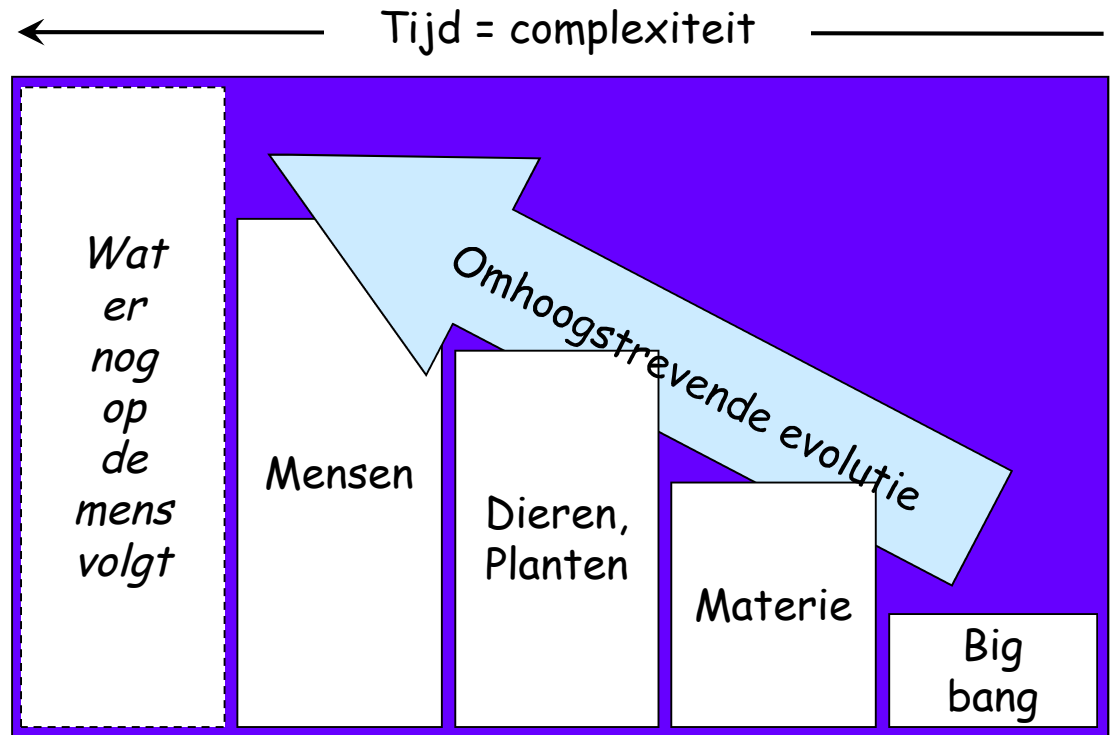 Tijd = complexiteit
Wat
er
nog
op
de
mens
volgt
Mensen
Dieren,
Planten
Materie
Big
bang
Omhoogstrevende evolutie